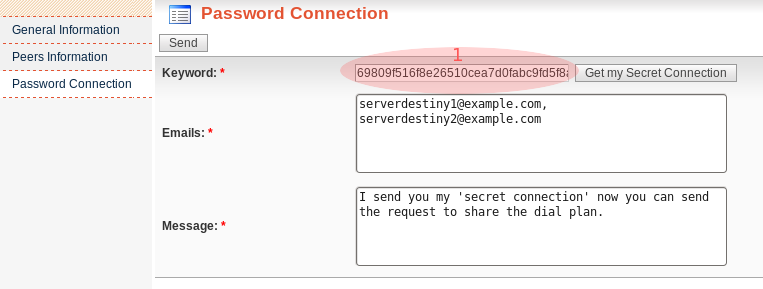 Password Connection
General Information
Peers Information
Password Connection
Send
1
Keyword: * 69809f516f8e26510cea7d0fabc9fd5f8a Get my Secret Connection
Emails: *
serverdestiny1@example.com,
serverdestiny2@example.com
Message: *
I send you my 'secret connection' now you can send
the request to share the dial plan.